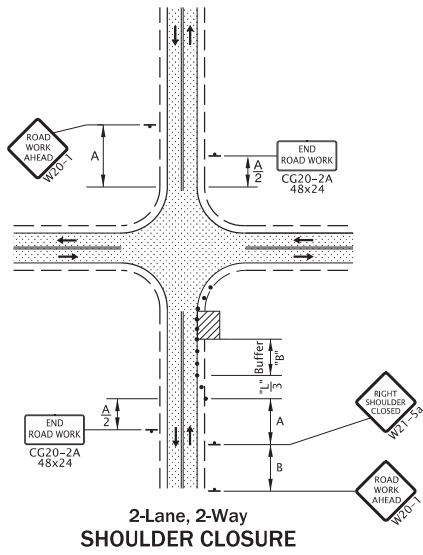 ROAD
WORK
AHEAD
W20-1
A
A
2
END
ROAD WORK
CG20-2A
48x24
Buffer
"B"
"L"
3
A
2
A
B
END
ROAD WORK
CG20-2A
48x24
RIGHT
SHOULDER
CLOSED
W21-5a
ROAD
WORK
AHEAD
W20-1
2-Lane, 2-Way
SHOULDER CLOSURE